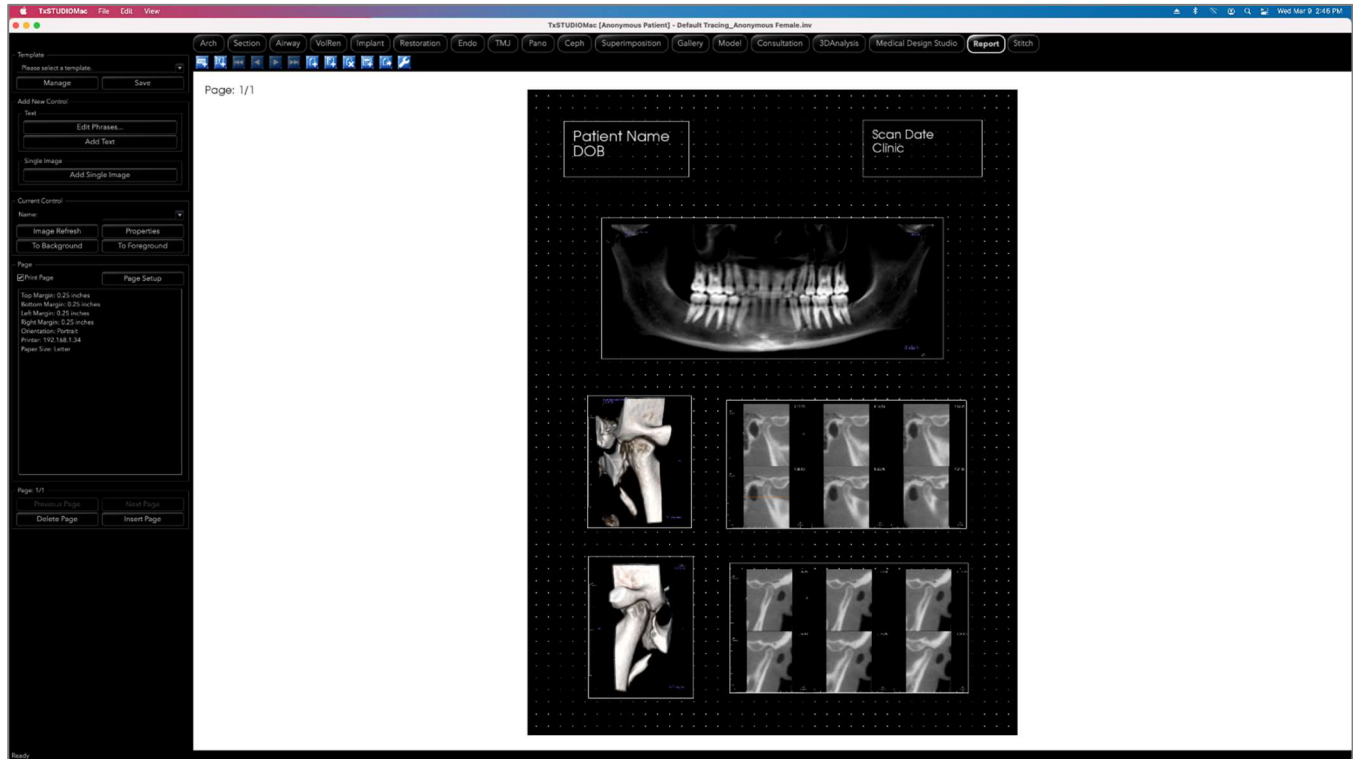 TxSTUDIOMac File Edit View
Wed Mar 9 2:46 PM
TxSTUDIOMac [Anonymous Patient] - Default Tracing_Anonymous Female.inv
Arch Section Airway VolRen Implant Restoration Endo TMJ Pano Ceph Superimposition Gallery Model Consultation 3DAnalysis Medical Design Studio Report Stitch
Template
Please select a template.
Manage Save
Add New Control
Text
Edit Phrases...
Add Text
Single Image
Add Single Image
Current Control
Name:
Image Refresh Properties
To Background To Foreground
Page
Print Page Page Setup
Top Margin: 0.25 inches
Bottom Margin: 0.25 inches
Left Margin: 0.25 inches
Right Margin: 0.25 inches
Orientation: Portrait
Printer: 192.168.1.34
Paper Size: Letter
Page: 1/1
Previous Page Next Page
Delete Page Insert Page
Ready
Page: 1/1
Patient Name
DOB
Scan Date
Clinic